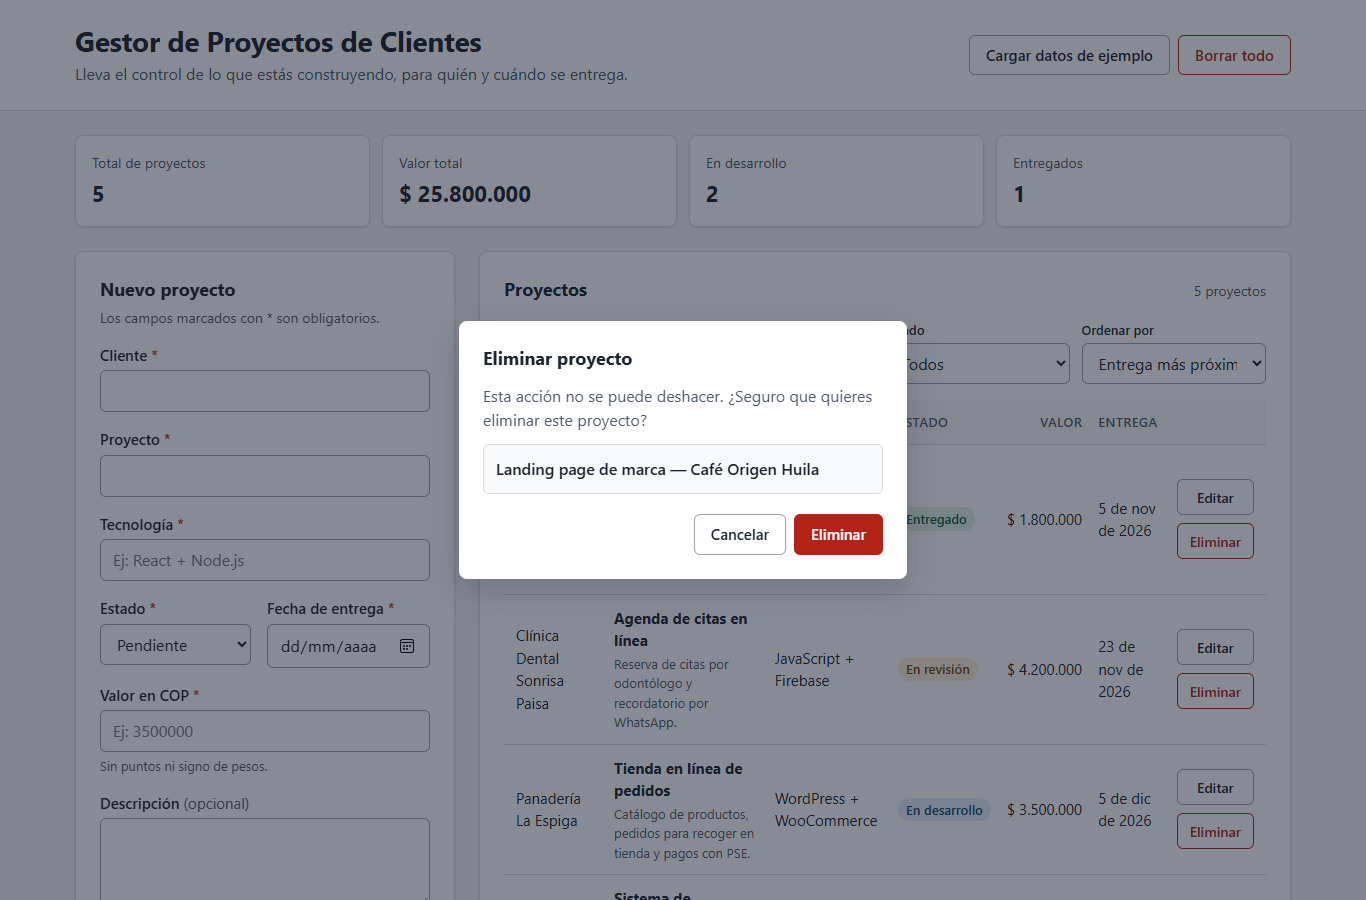 Gestor de Proyectos de Clientes
Lleva el control de lo que estás construyendo, para quién y cuándo se entrega.
Cargar datos de ejemplo
Borrar todo
Total de proyectos
5
Valor total
$ 25.800.000
En desarrollo
2
Entregados
1
Nuevo proyecto
Los campos marcados con * son obligatorios.
Cliente *
Proyecto *
Tecnología *
Ej: React + Node.js
Estado *
Fecha de entrega *
Pendiente
dd/mm/aaaa
Valor en COP *
Ej: 3500000
Sin puntos ni signo de pesos.
Descripción (opcional)
Proyectos
5 proyectos
Ordenar por
Entrega más próxim
VALOR
ENTREGA
Eliminar proyecto
Esta acción no se puede deshacer. ¿Seguro que quieres
eliminar este proyecto?
Landing page de marca — Café Origen Huila
Cancelar
Eliminar
Entregado
$ 1.800.000
5 de nov
de 2026
Editar
Eliminar
Clínica
Dental
Sonrisa
Paisa
Agenda de citas en
línea
Reserva de citas por
odontólogo y
recordatorio por
WhatsApp.
JavaScript +
Firebase
En revisión
$ 4.200.000
23 de
nov de
2026
Editar
Eliminar
Panadería
La Espiga
Tienda en línea de
pedidos
Catálogo de productos,
pedidos para recoger en
tienda y pagos con PSE.
WordPress +
WooCommerce
En desarrollo
$ 3.500.000
5 de dic
de 2026
Editar
Eliminar
Sistema de